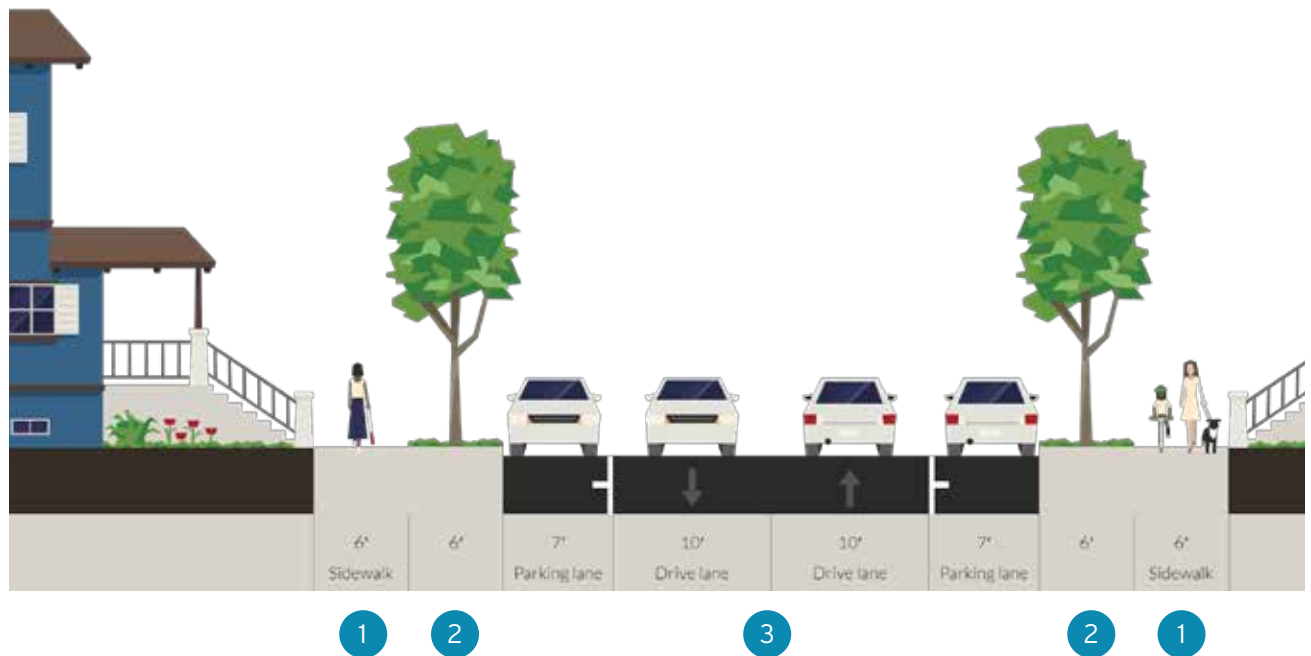 6' 6' 7' 10' 10' 7' 6' 6'
Sidewalk Parking lane Drive lane Drive lane Parking lane Sidewalk
1 2 3 2 1